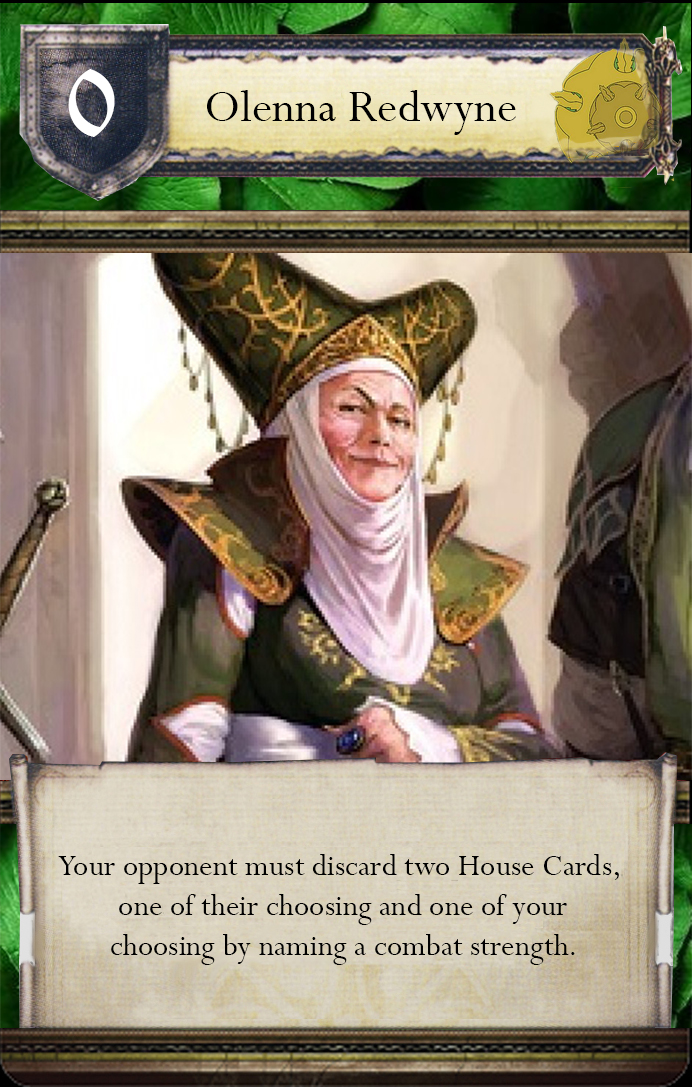 0
Olenna Redwyne
Your opponent must discard two House Cards,
one of their choosing and one of your
choosing by naming a combat strength.